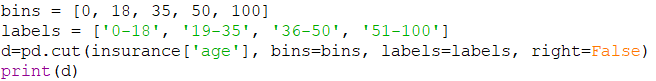 bins = [0, 18, 35, 50, 100]
labels = ['0-18', '19-35', '36-50', '51-100']
d=pd.cut(insurance['age'], bins=bins, labels=labels, right=False)
print(d)